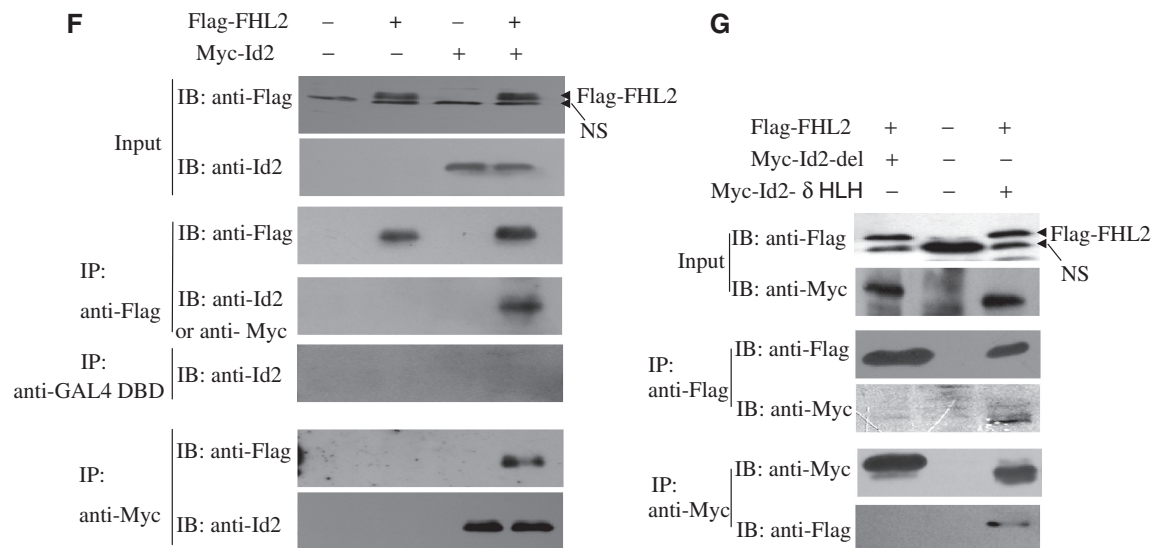 F
Flag-FHL2 – + – +
Myc-Id2 – – + +
Input
IB: anti-Flag
Flag-FHL2
NS
IB: anti-Id2
IP:
anti-Flag
IB: anti-Flag
IB: anti-Id2
or anti- Myc
IP:
anti-GAL4 DBD
IB: anti-Id2
IP:
anti-Myc
IB: anti-Flag
IB: anti-Id2
G
Flag-FHL2 + – +
Myc-Id2-del + – –
Myc-Id2- δ HLH – – +
Input
IB: anti-Flag
Flag-FHL2
NS
IB: anti-Myc
IP:
anti-Flag
IB: anti-Flag
IB: anti-Myc
IP:
anti-Myc
IB: anti-Myc
IB: anti-Flag